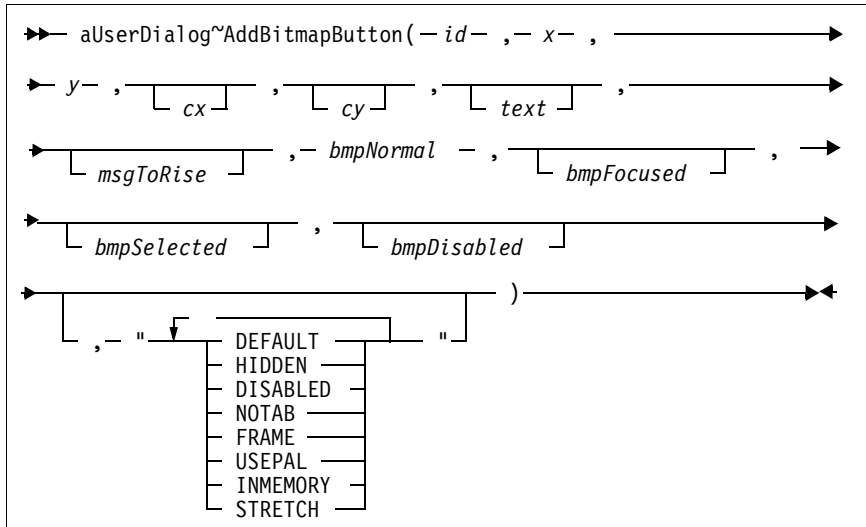 aUserDialog~AddBitmapButton( id , x ,
y , cx , cy , text ,
msgToRise , bmpNormal , bmpFocused ,
bmpSelected , bmpDisabled
)
, " DEFAULT "
HIDDEN
DISABLED
NOTAB
FRAME
USEPAL
INMEMORY
STRETCH